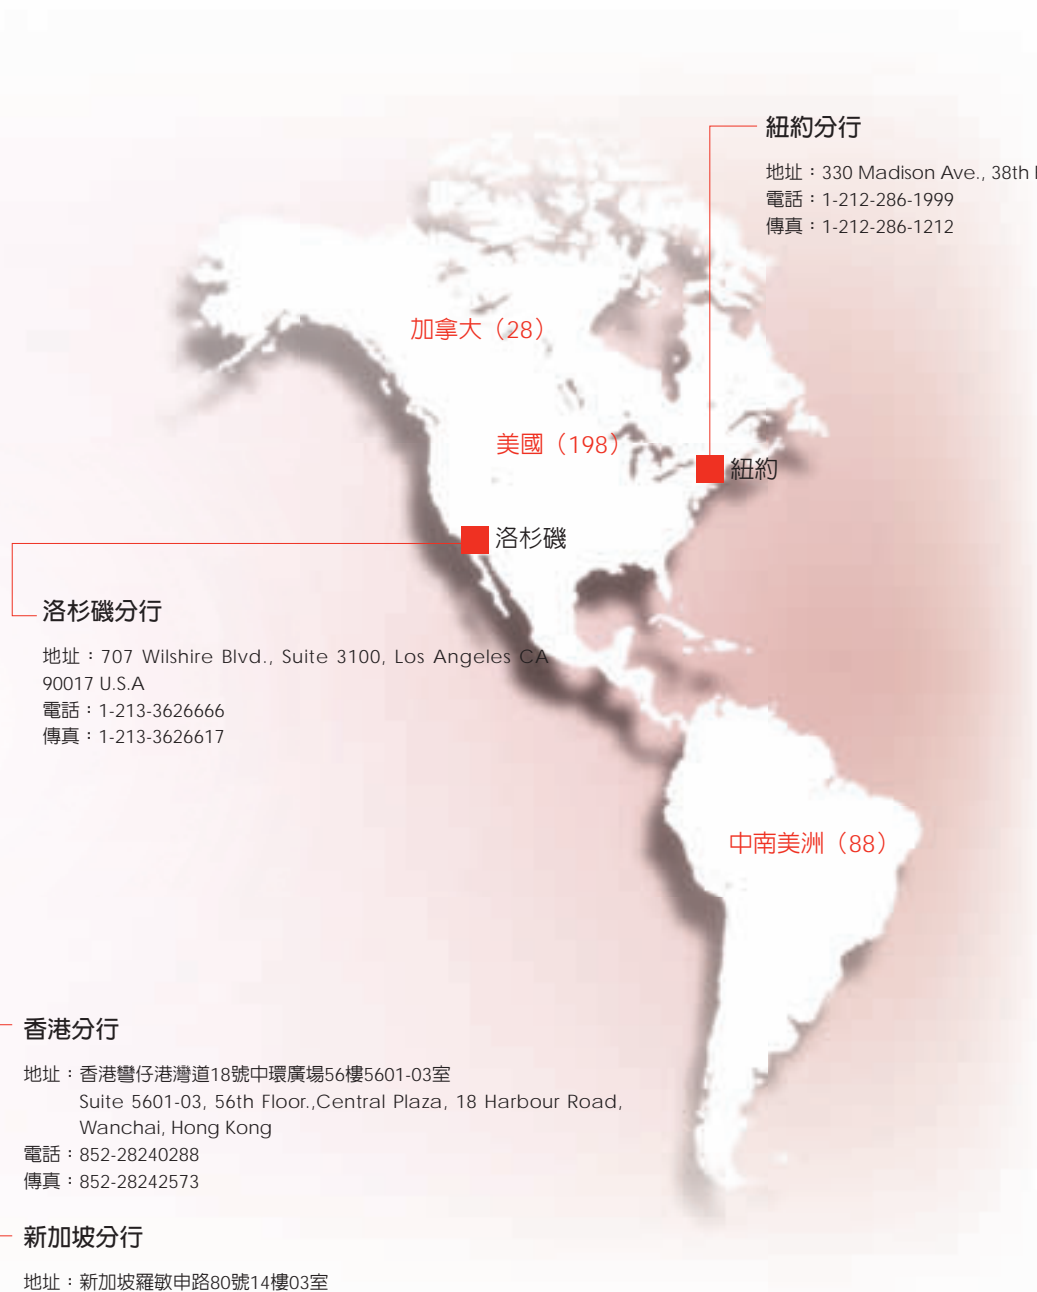 紐約分行
地址：330 Madison Ave., 38th
電話：1-212-286-1999
傳真：1-212-286-1212
加拿大（28）
美國（198）
紐約
洛杉磯
洛杉磯分行
地址：707 Wilshire Blvd., Suite 3100, Los Angeles CA
90017 U.S.A
電話：1-213-3626666
傳真：1-213-3626617
中南美洲（88）
香港分行
地址：香港彎仔港灣道18號中環廣場56樓5601-03室
Suite 5601-03, 56th Floor.,Central Plaza, 18 Harbour Road,
Wanchai, Hong Kong
電話：852-28240288
傳真：852-28242573
新加坡分行
地址：新加坡羅敏申路80號14樓03室